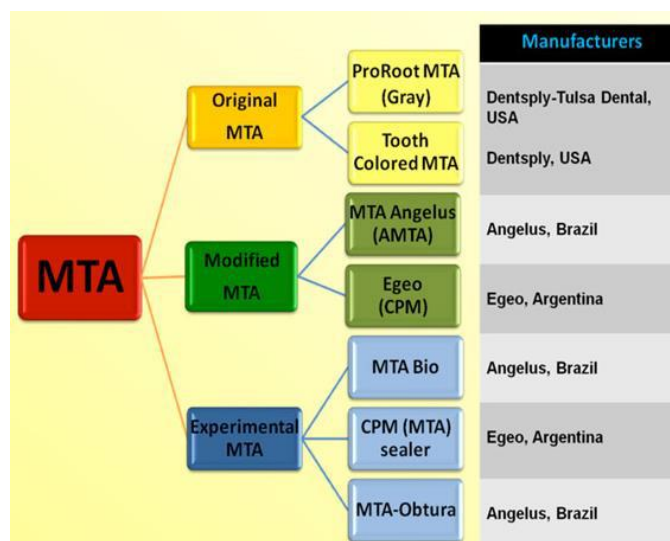 Manufacturers
MTA
Original
MTA
ProRoot MTA
(Gray)
Dentsply-Tulsa Dental,
USA
Tooth
Colored MTA
Dentsply, USA
Modified
MTA
MTA Angelus
(AMTA)
Angelus, Brazil
Egeo
(CPM)
Egeo, Argentina
Experimental
MTA
MTA Bio
Angelus, Brazil
CPM (MTA)
sealer
Egeo, Argentina
MTA-Obtura
Angelus, Brazil